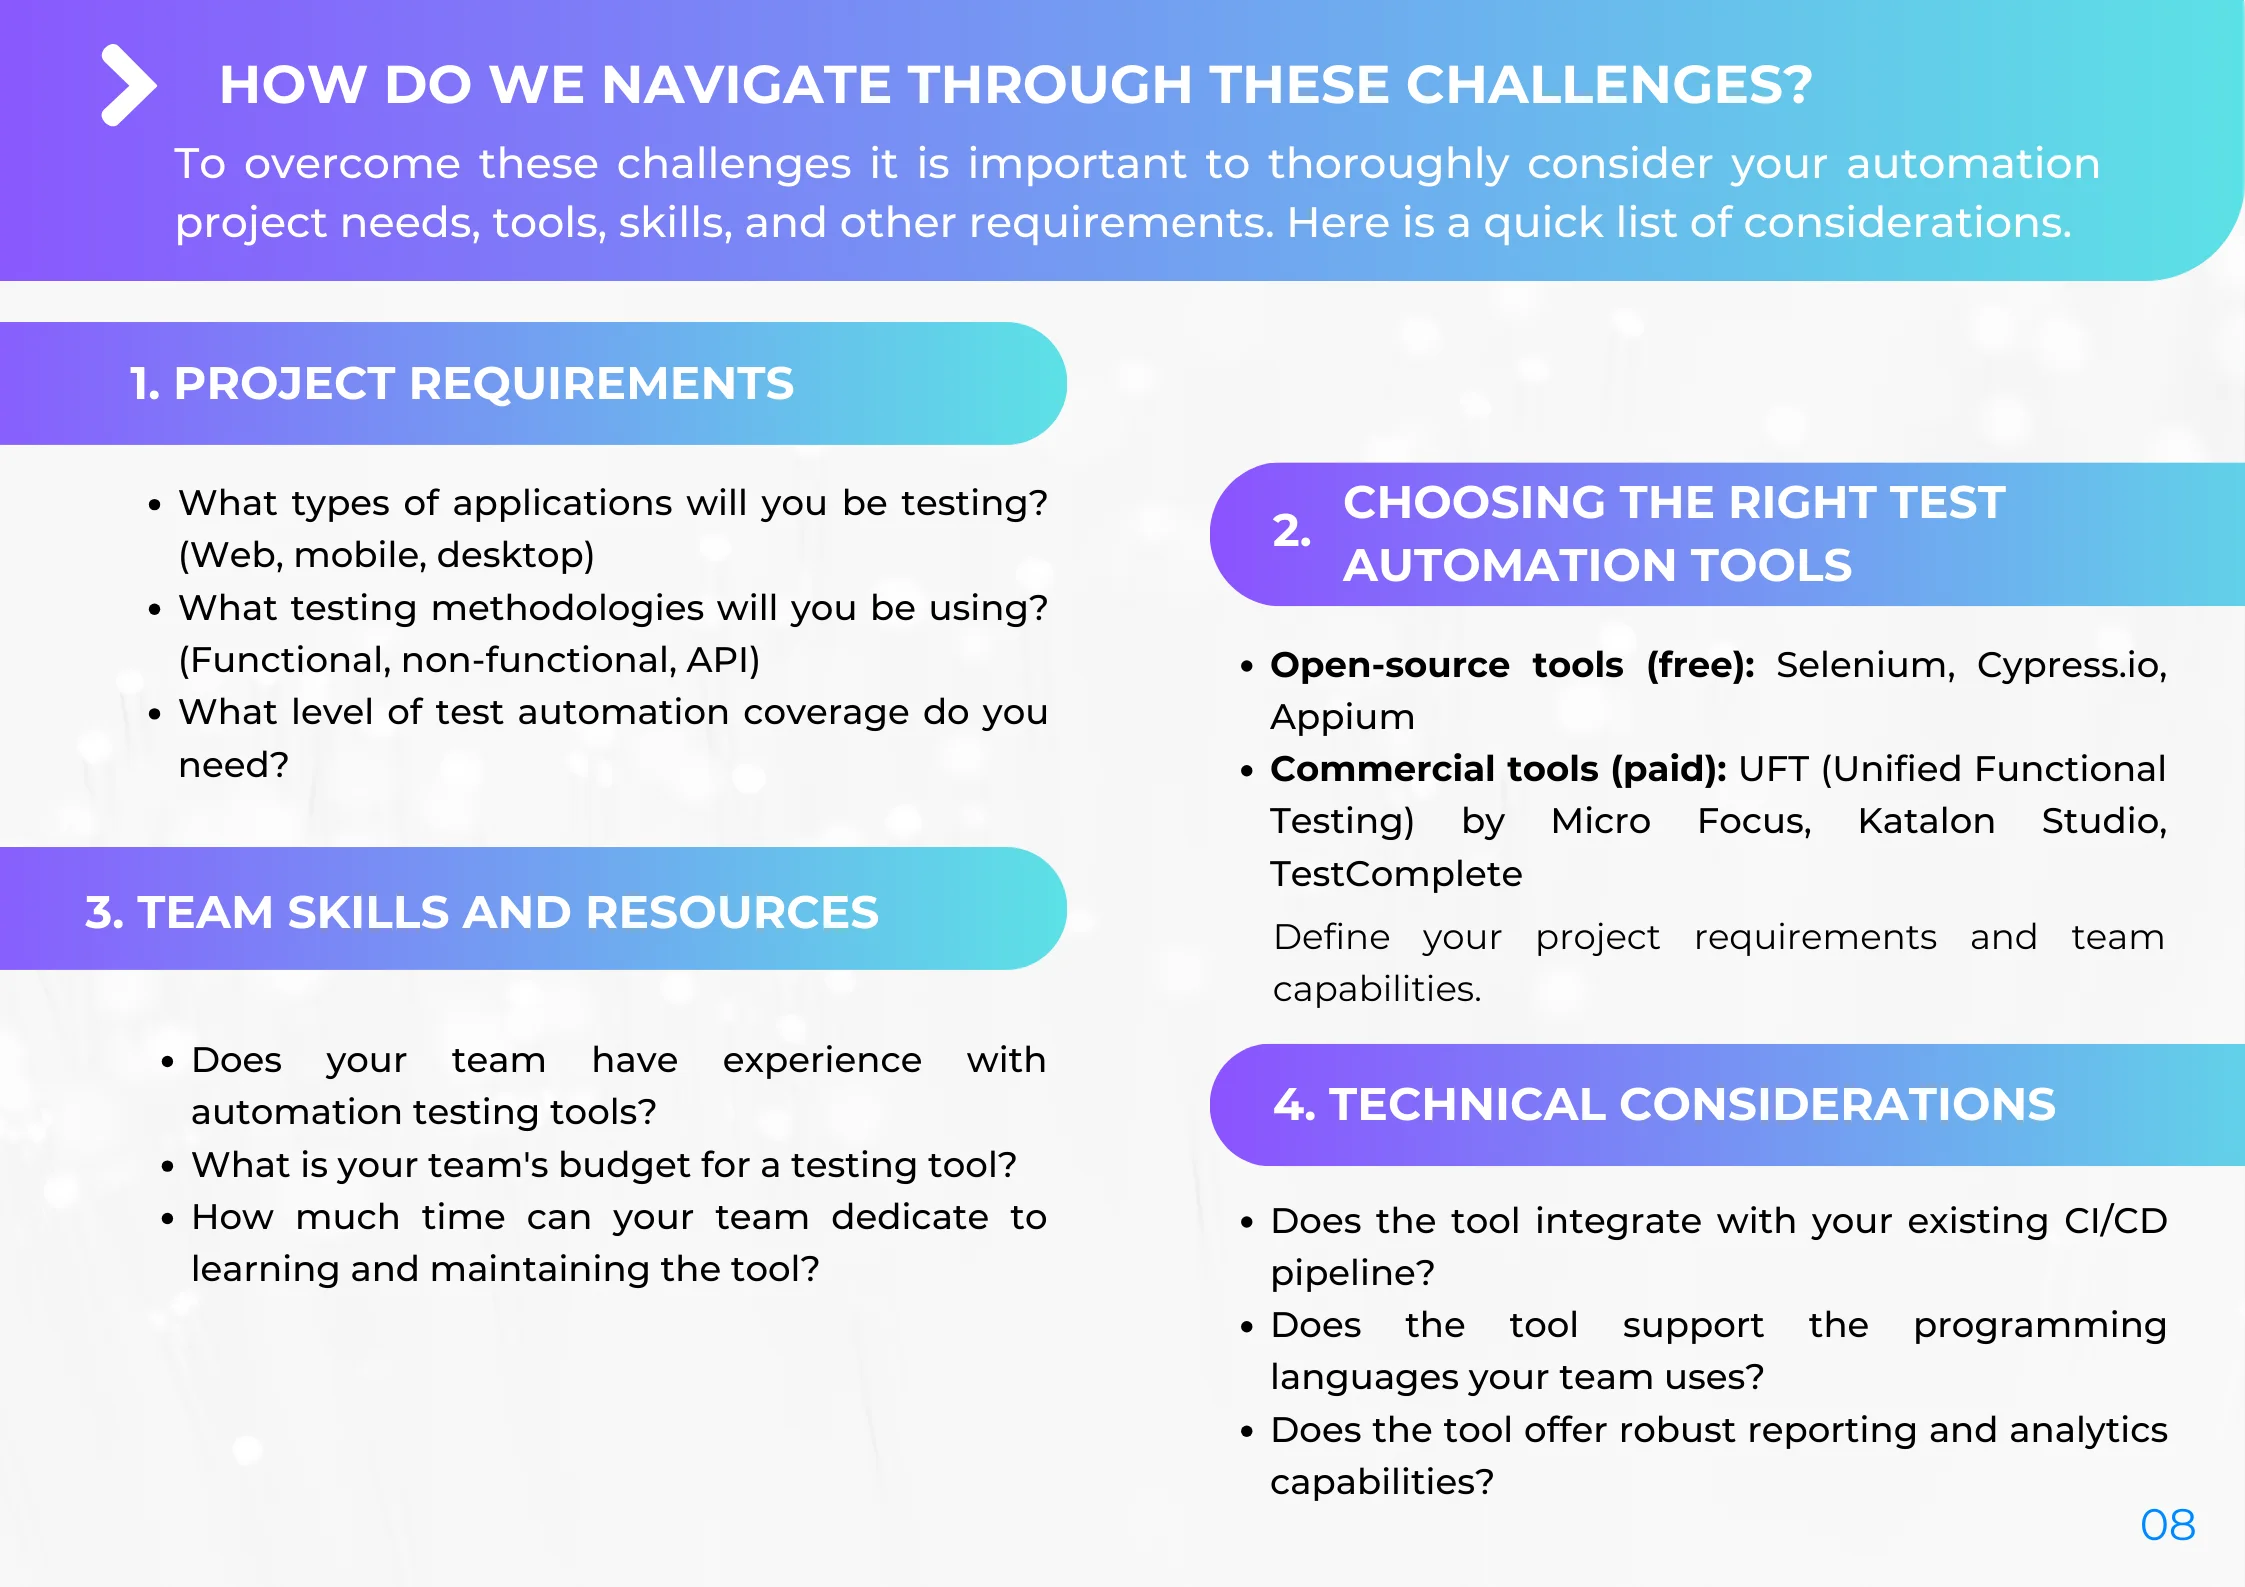 HOW DO WE NAVIGATE THROUGH THESE CHALLENGES?
To overcome these challenges it is important to thoroughly consider your automation
project needs, tools, skills, and other requirements. Here is a quick list of considerations.
1. PROJECT REQUIREMENTS
• What types of applications will you be testing?
(Web, mobile, desktop)
• What testing methodologies will you be using?
(Functional, non-functional, API)
• What level of test automation coverage do you
need?
2. CHOOSING THE RIGHT TEST
AUTOMATION TOOLS
• Open-source tools (free): Selenium, Cypress.io,
Appium
• Commercial tools (paid): UFT (Unified Functional
Testing) by Micro Focus, Katalon Studio,
TestComplete
Define your project requirements and team
capabilities.
3. TEAM SKILLS AND RESOURCES
• Does your team have experience with
automation testing tools?
• What is your team's budget for a testing tool?
• How much time can your team dedicate to
learning and maintaining the tool?
4. TECHNICAL CONSIDERATIONS
• Does the tool integrate with your existing CI/CD
pipeline?
• Does the tool support the programming
languages your team uses?
• Does the tool offer robust reporting and analytics
capabilities?
08